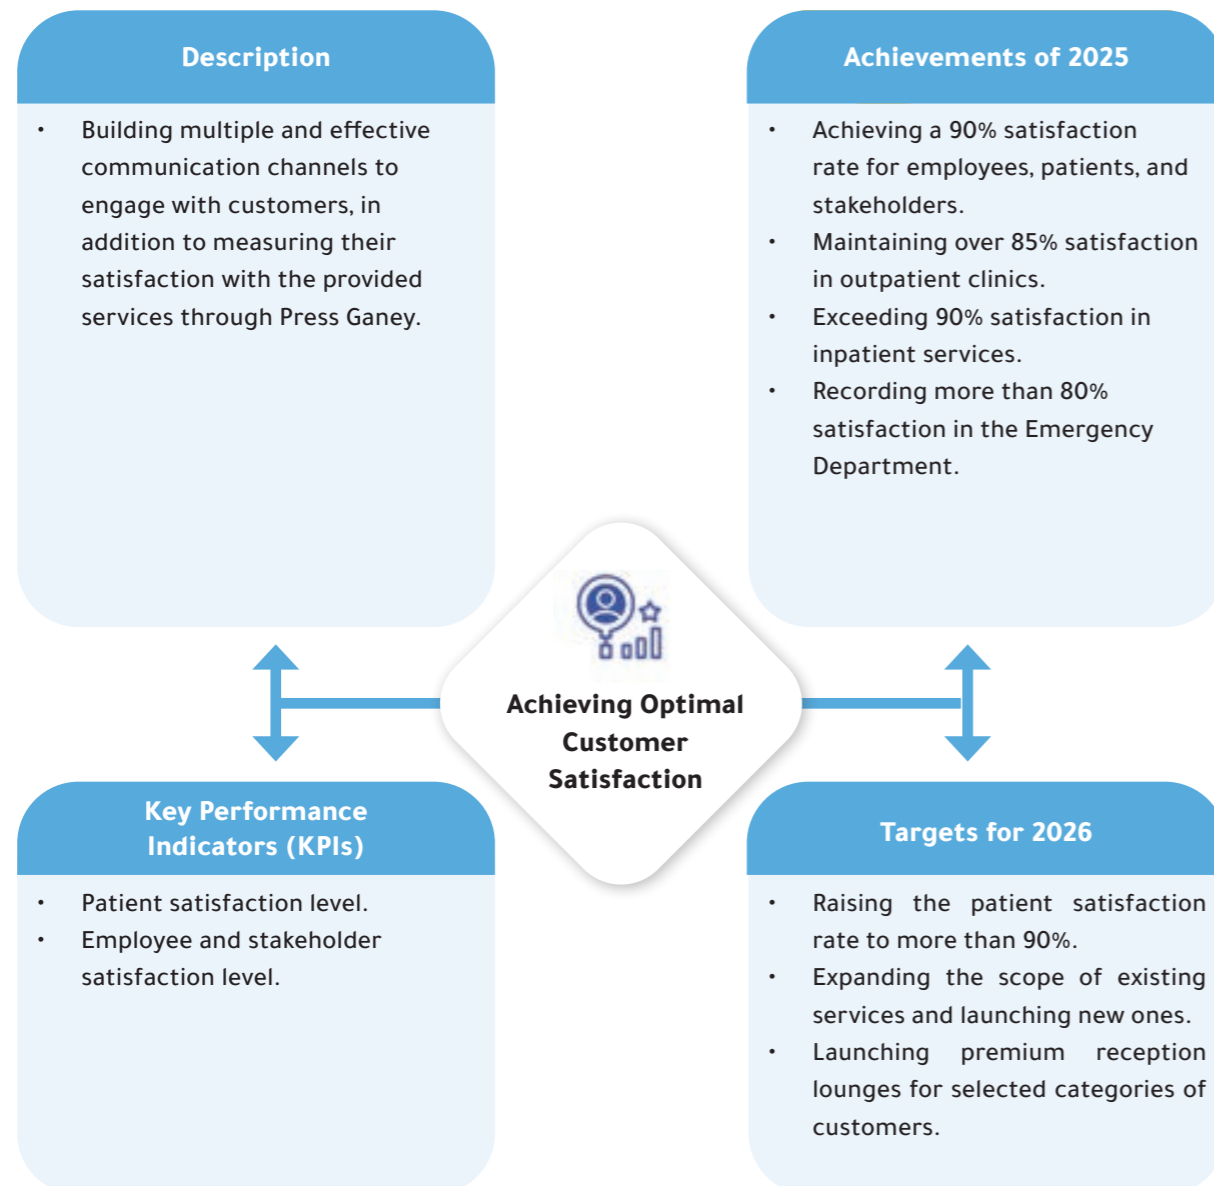 Description
• Building multiple and effective
communication channels to
engage with customers, in
addition to measuring their
satisfaction with the provided
services through Press Ganey.
Achievements of 2025
• Achieving a 90% satisfaction
rate for employees, patients, and
stakeholders.
• Maintaining over 85% satisfaction
in outpatient clinics.
• Exceeding 90% satisfaction in
inpatient services.
• Recording more than 80%
satisfaction in the Emergency
Department.
Achieving Optimal
Customer
Satisfaction
Key Performance
Indicators (KPIs)
• Patient satisfaction level.
• Employee and stakeholder
satisfaction level.
Targets for 2026
• Raising the patient satisfaction
rate to more than 90%.
• Expanding the scope of existing
services and launching new ones.
• Launching premium reception
lounges for selected categories of
customers.